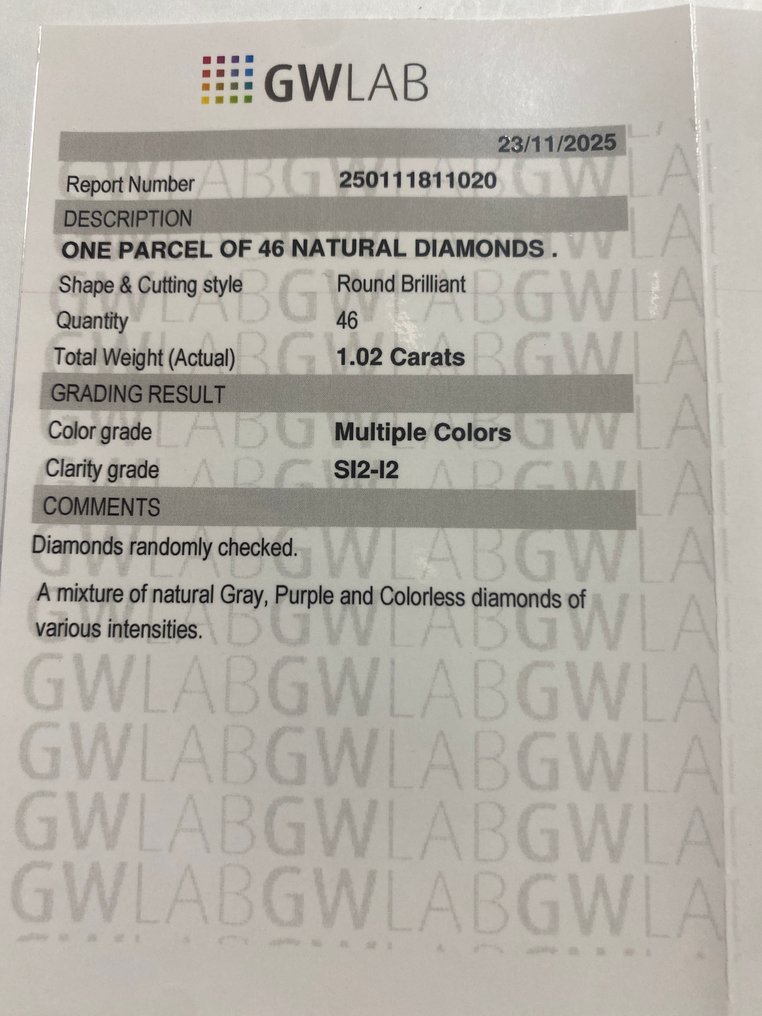 GWLAB
23/11/2025
Report Number 250111811020
DESCRIPTION
ONE PARCEL OF 46 NATURAL DIAMONDS .
Shape & Cutting style Round Brilliant
Quantity 46
Total Weight (Actual) 1.02 Carats
GRADING RESULT
Color grade Multiple Colors
Clarity grade SI2-I2
COMMENTS
Diamonds randomly checked.
A mixture of natural Gray, Purple and Colorless diamonds of
various intensities.
GWLABGWLABGWLA
GWLABGWLABGWLA
GWLABGWLABGWLA
GWLABGWLABGWLA